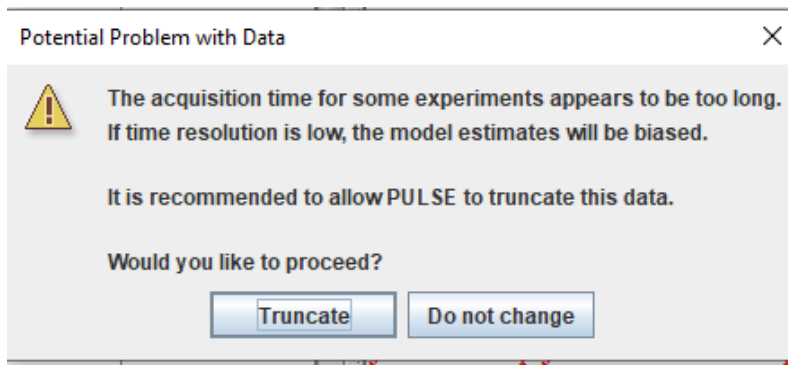 Potential Problem with Data
The acquisition time for some experiments appears to be too long.
If time resolution is low, the model estimates will be biased.
It is recommended to allow PULSE to truncate this data.
Would you like to proceed?
Truncate
Do not change